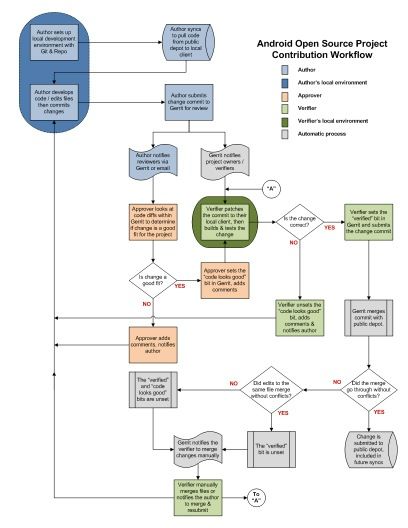 Android Open Source Project
Contribution Workflow
Author
Author's local environment
Approver
Verifier
Verifier's local environment
Automatic process
Author sets up
local development
environment with
Git & Repo
Author syncs
to pull code
from public
depot to local
client
Author develops
code / edits files
then commits
changes
Author submits
change commit to
Gerrit for review
Author notifies
reviewers via
Gerrit or email
Gerrit notifies
project owners /
verifiers
"A"
Approver looks at
code diffs within
Gerrit to determine
if change is a good
fit for the project
Verifier patches
the commit to their
local client, then
builds & tests the
change
Is the
change
correct?
YES
Verifier sets the
"verified" bit in
Gerrit and submits
the change commit
NO
Is change a
good fit?
YES
Approver sets the
"code looks good"
bit in Gerrit, adds
comments
NO
Verifier unsets the
"code looks good"
bit, adds
comments &
notifies author
Gerrit merges
commit with
public depot.
Approver adds
comments, notifies
author
The "verified"
and "code
looks good"
bits are unset
NO
Did edits to the
same file merge
without conflicts?
NO
Did the merge
go through without
conflicts?
YES
YES
Gerrit notifies the
verifier to merge
changes manually
The "verified"
bit is unset
Change is
submitted to
public depot,
included in
future syncs
Verifier manually
merges files or
notifies the author
to merge &
resubmit
To
"A"